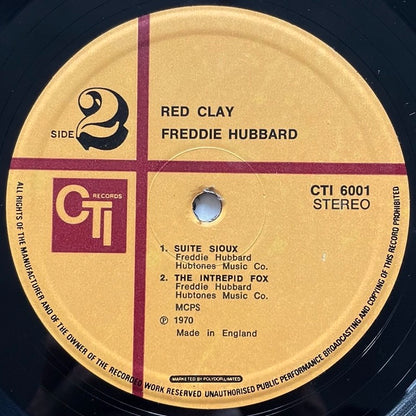 RED CLAY
FREDDIE HUBBARD
SIDE 2
CTI RECORDS
CTI 6001
STEREO
1. SUITE SIOUX
Freddie Hubbard
Hubtones Music Co.
2. THE INTREPID FOX
Freddie Hubbard
Hubtones Music Co.
MCPS
℗ 1970
Made in England
MARKETED BY POLYDOR LIMITED
ALL RIGHTS OF THE MANUFACTURER AND OF THE OWNER OF THE RECORDED WORK RESERVED UNAUTHORISED PUBLIC PERFORMANCE BROADCASTING AND COPYING OF THIS RECORD PROHIBITED